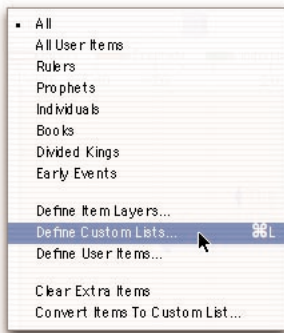 • All
All User Items
Rulers
Prophets
Individuals
Books
Divided Kings
Early Events
Define Item Layers...
Define Custom Lists... ⌘L
Define User Items...
Clear Extra Items
Convert Items To Custom List...